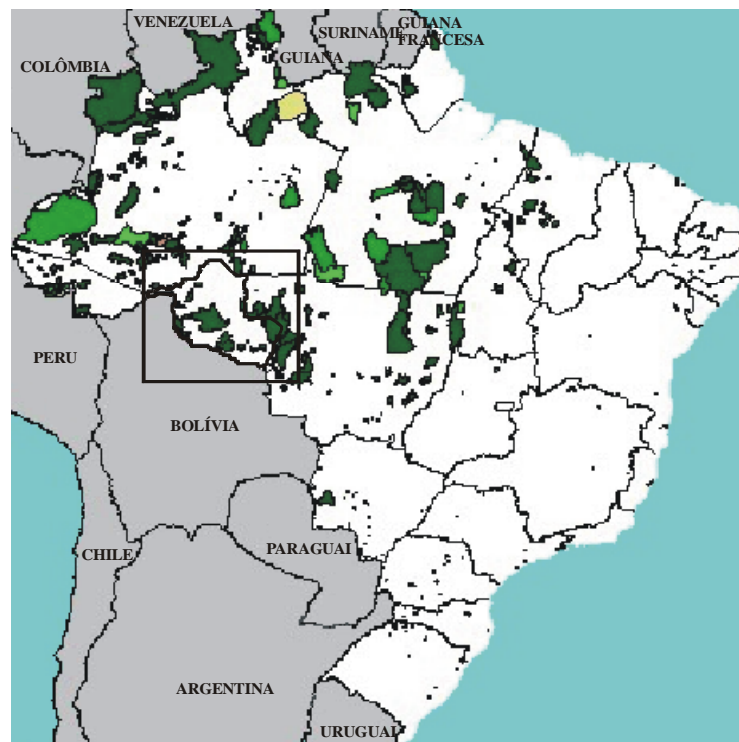 VENEZUELA
SURINAME
GUIANA
FRANCESA
GUIANA
COLÔMBIA
PERU
BOLÍVIA
CHILE
PARAGUAI
ARGENTINA
URUGUAI